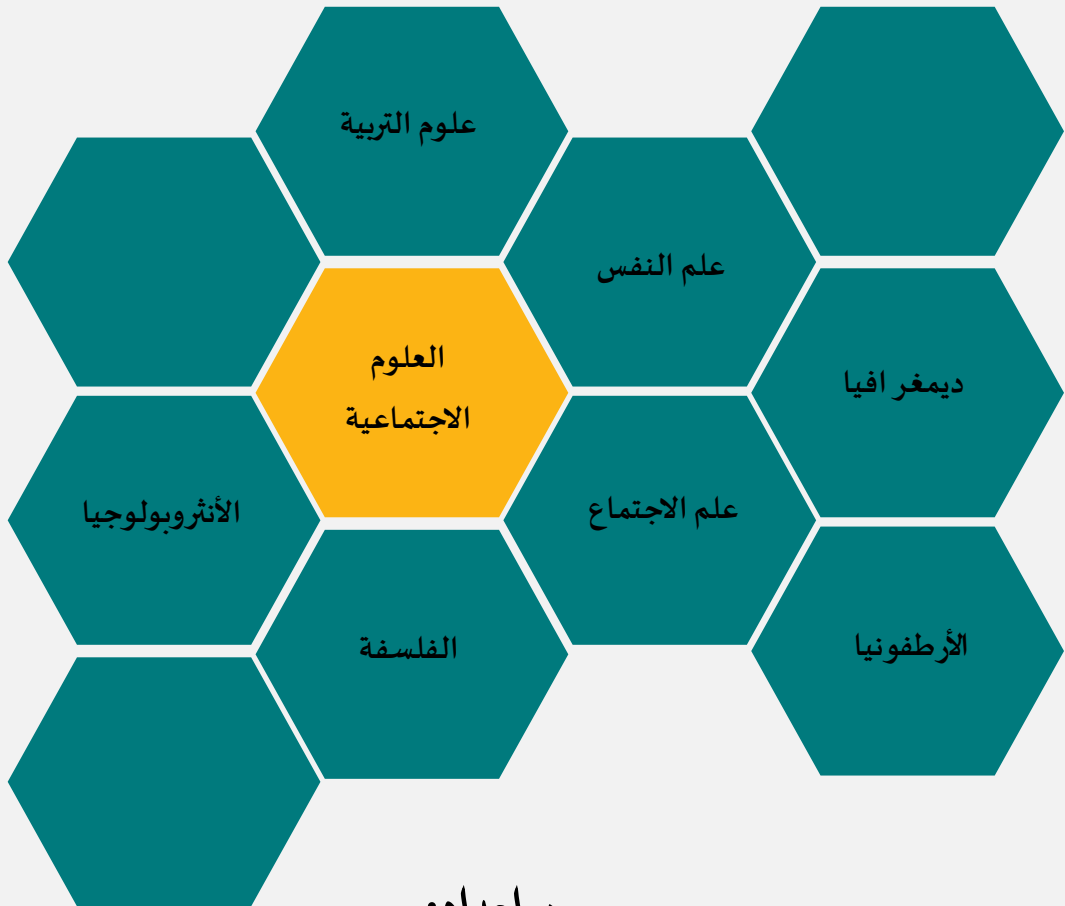 علوم التربية
علم النفس
العلوم
الاجتماعية
ديمغرافيا
الأنثروبولوجيا
علم الاجتماع
الفلسفة
الأرطفونيا